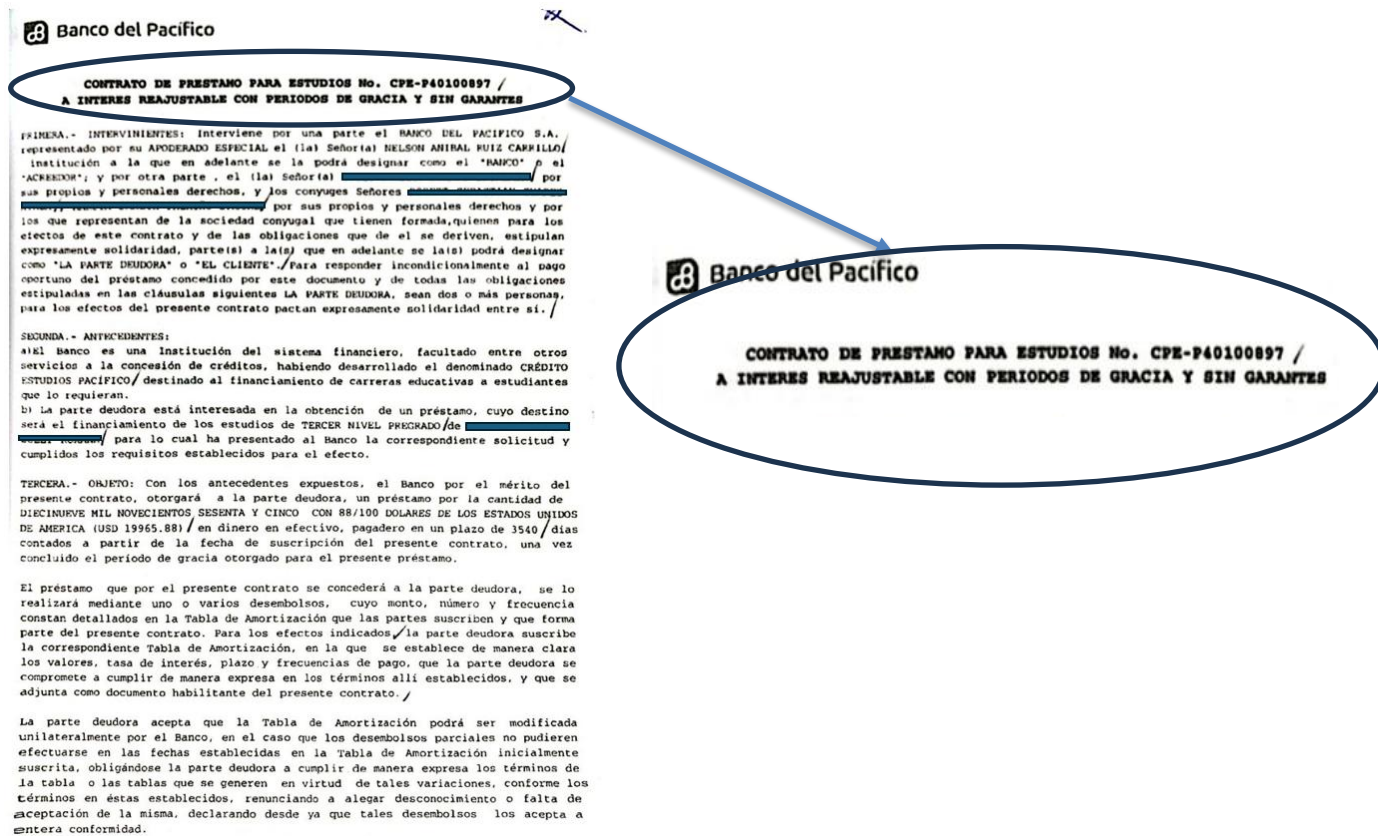 Banco del Pacífico
CONTRATO DE PRESTAMO PARA ESTUDIOS No. CPE-P40100897 /
A INTERES REAJUSTABLE CON PERIODOS DE GRACIA Y SIN GARANTES
PRIMERA.- INTERVINIENTES: Interviene por una parte el BANCO DEL PACIFICO S.A.
representado por su APODERADO ESPECIAL el (la) Señor(a) NELSON ANIBAL RUIZ CARRILLO/
institución a la que en adelante se la podrá designar como el "BANCO" o el
"ACREEDOR"; y por otra parte , el (la) Señor(a) / por
sus propios y personales derechos, y los conyuges Señores
/ por sus propios y personales derechos y por
los que representan de la sociedad conyugal que tienen formada,quienes para los
efectos de este contrato y de las obligaciones que de el se deriven, estipulan
expresamente solidaridad, parte(s) a la(s) que en adelante se la(s) podrá designar
como "LA PARTE DEUDORA" o "EL CLIENTE"./Para responder incondicionalmente al pago
oportuno del préstamo concedido por este documento y de todas las obligaciones
estipuladas en las cláusulas siguientes LA PARTE DEUDORA, sean dos o más personas,
para los efectos del presente contrato pactan expresamente solidaridad entre sí. /
SEGUNDA.- ANTECEDENTES:
a)El Banco es una Institución del sistema financiero, facultado entre otros
servicios a la concesión de créditos, habiendo desarrollado el denominado CRÉDITO
ESTUDIOS PACÍFICO/ destinado al financiamiento de carreras educativas a estudiantes
que lo requieran.
b) La parte deudora está interesada en la obtención de un préstamo, cuyo destino
será el financiamiento de los estudios de TERCER NIVEL PREGRADO/de
/ para lo cual ha presentado al Banco la correspondiente solicitud y
cumplidos los requisitos establecidos para el efecto.
TERCERA.- OBJETO: Con los antecedentes expuestos, el Banco por el mérito del
presente contrato, otorgará a la parte deudora, un préstamo por la cantidad de
DIECINUEVE MIL NOVECIENTOS SESENTA Y CINCO CON 88/100 DOLARES DE LOS ESTADOS UNIDOS
DE AMERICA (USD 19965.88) / en dinero en efectivo, pagadero en un plazo de 3540 / días
contados a partir de la fecha de suscripción del presente contrato, una vez
concluido el período de gracia otorgado para el presente préstamo.
El préstamo que por el presente contrato se concederá a la parte deudora, se lo
realizará mediante uno o varios desembolsos, cuyo monto, número y frecuencia
constan detallados en la Tabla de Amortización que las partes suscriben y que forma
parte del presente contrato. Para los efectos indicados,/la parte deudora suscribe
la correspondiente Tabla de Amortización, en la que se establece de manera clara
los valores, tasa de interés, plazo y frecuencias de pago, que la parte deudora se
compromete a cumplir de manera expresa en los términos allí establecidos, y que se
adjunta como documento habilitante del presente contrato. /
La parte deudora acepta que la Tabla de Amortización podrá ser modificada
unilateralmente por el Banco, en el caso que los desembolsos parciales no pudieren
efectuarse en las fechas establecidas en la Tabla de Amortización inicialmente
suscrita, obligándose la parte deudora a cumplir de manera expresa los términos de
la tabla o las tablas que se generen en virtud de tales variaciones, conforme los
términos en éstas establecidos, renunciando a alegar desconocimiento o falta de
aceptación de la misma, declarando desde ya que tales desembolsos los acepta a
entera conformidad.
Banco del Pacífico
CONTRATO DE PRESTAMO PARA ESTUDIOS No. CPE-P40100897 /
A INTERES REAJUSTABLE CON PERIODOS DE GRACIA Y SIN GARANTES